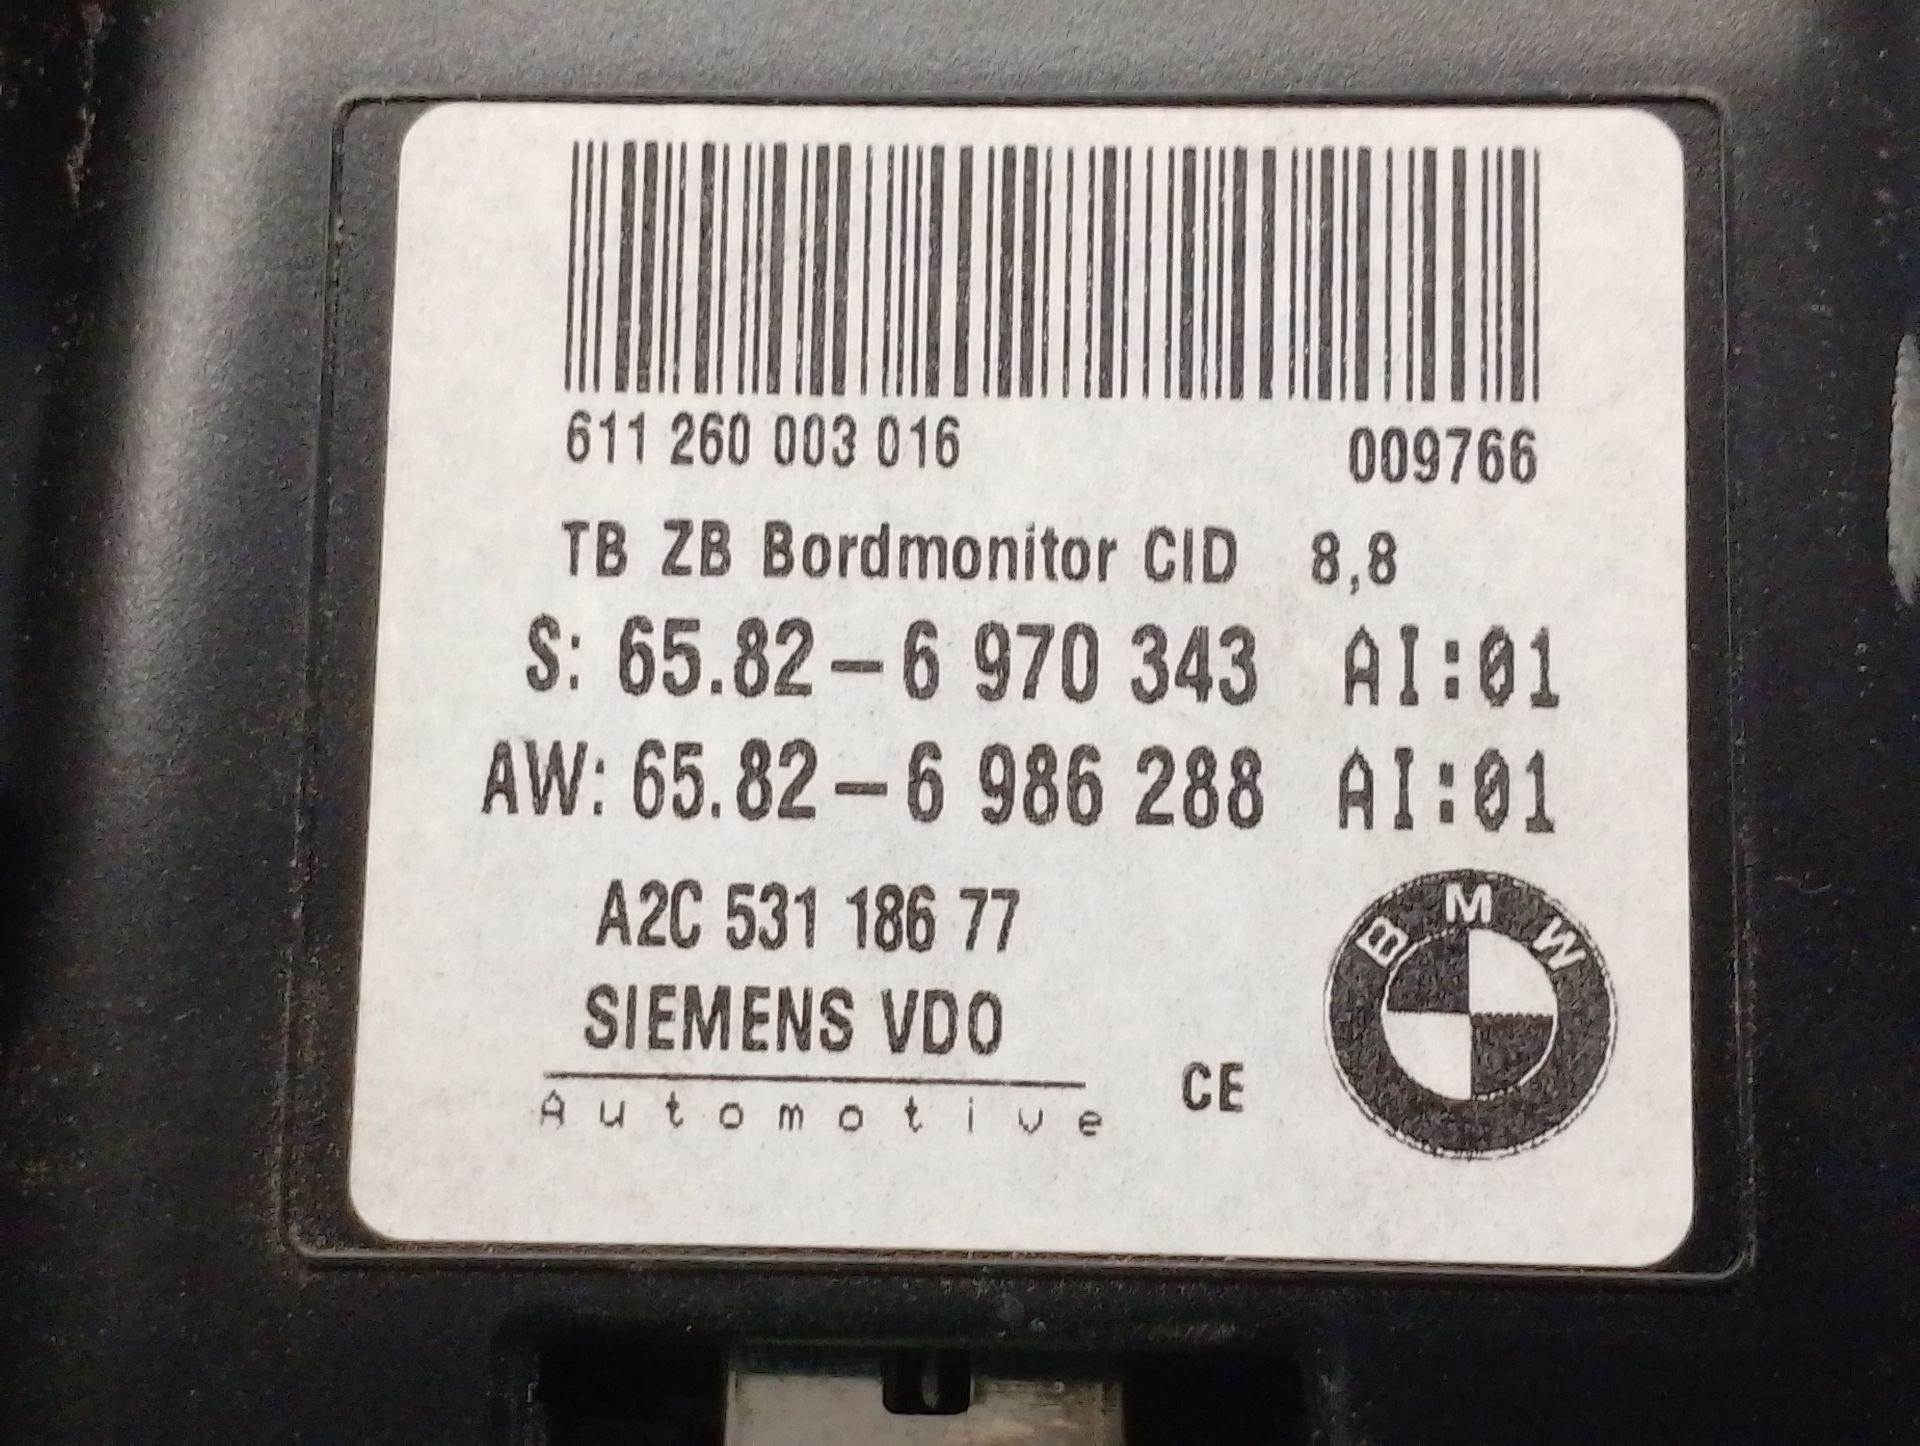 611 260 003 016 009766
TB ZB Bordmonitor CID 8,8
S: 65.82-6 970 343 AI:01
AW: 65.82-6 986 288 AI:01
A2C 531 186 77
SIEMENS VDO
Automotive
CE
BMW